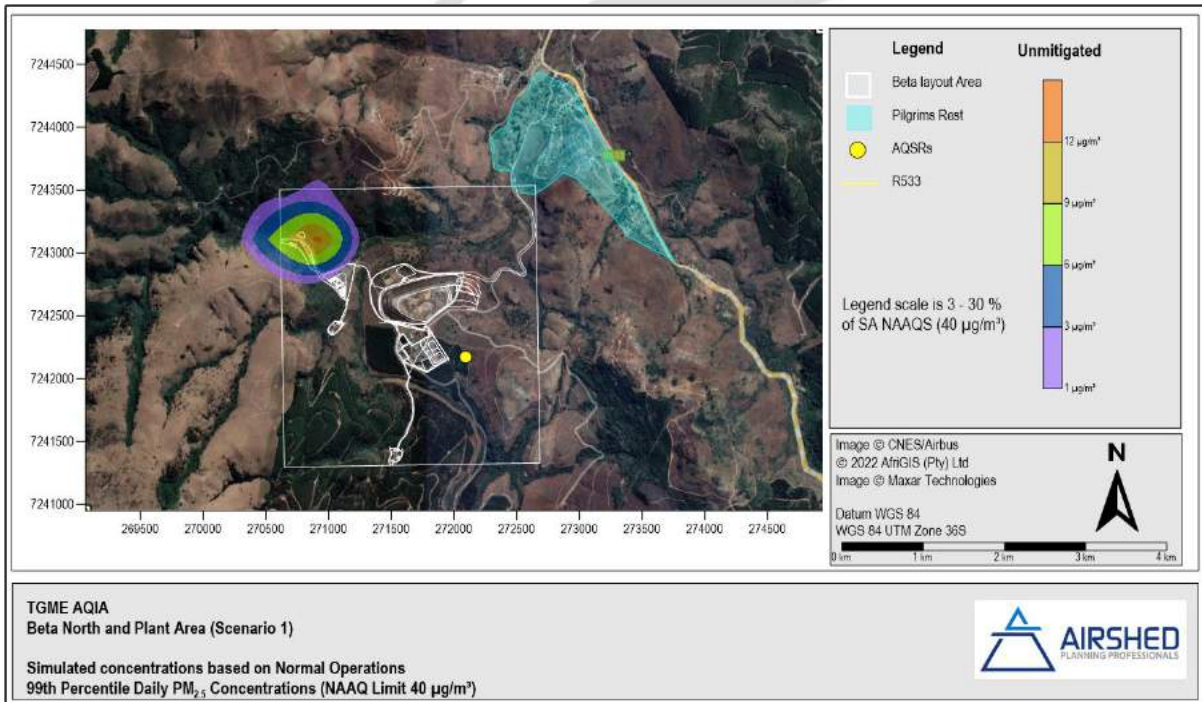 7244500
7244000
7243500
7243000
7242500
7242000
7241500
7241000
269500 270000 270500 271000 271500 272000 272500 273000 273500 274000 274500
Legend
Beta layout Area
Pilgrims Rest
AQSRs
R533
Legend scale is 3 - 30 %
of SA NAAQS (40 µg/m³)
Unmitigated
12 µg/m³
9 µg/m³
6 µg/m³
3 µg/m³
1 µg/m³
Image © CNES/Airbus
© 2022 AfriGIS (Pty) Ltd
Image © Maxar Technologies
Datum WGS 84
WGS 84 UTM Zone 36S
N
0 km 1 km 2 km 3 km 4 km
TGME AQIA
Beta North and Plant Area (Scenario 1)
Simulated concentrations based on Normal Operations
99th Percentile Daily PM₂.₅ Concentrations (NAAQ Limit 40 µg/m³)
AIRSHED
PLANNING PROFESSIONALS